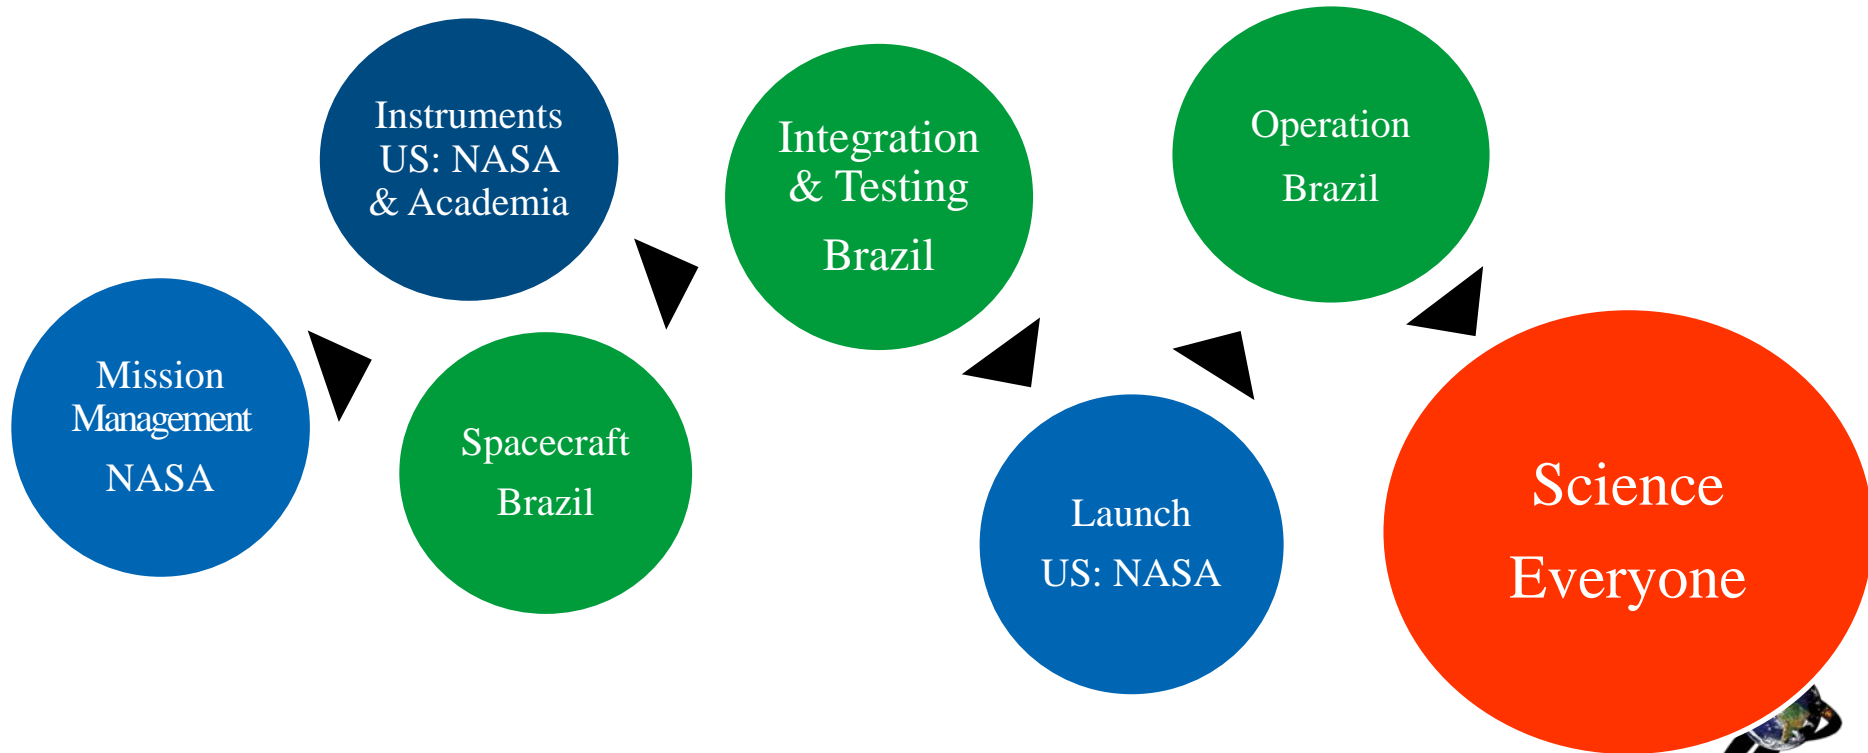 Mission
Management
NASA
Instruments
US: NASA
& Academia
Spacecraft
Brazil
Integration
& Testing
Brazil
Launch
US: NASA
Operation
Brazil
Science
Everyone